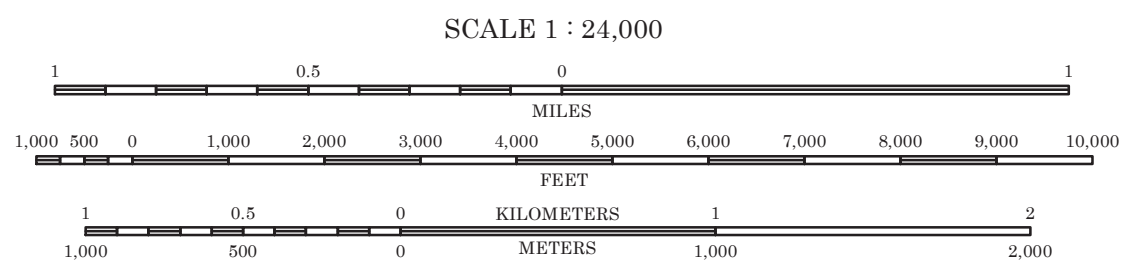 SCALE 1 : 24,000
1 0.5 0 1
MILES
1,000 500 0 1,000 2,000 3,000 4,000 5,000 6,000 7,000 8,000 9,000 10,000
FEET
1 0.5 0 KILOMETERS 1 2
1,000 500 0 METERS 1,000 2,000